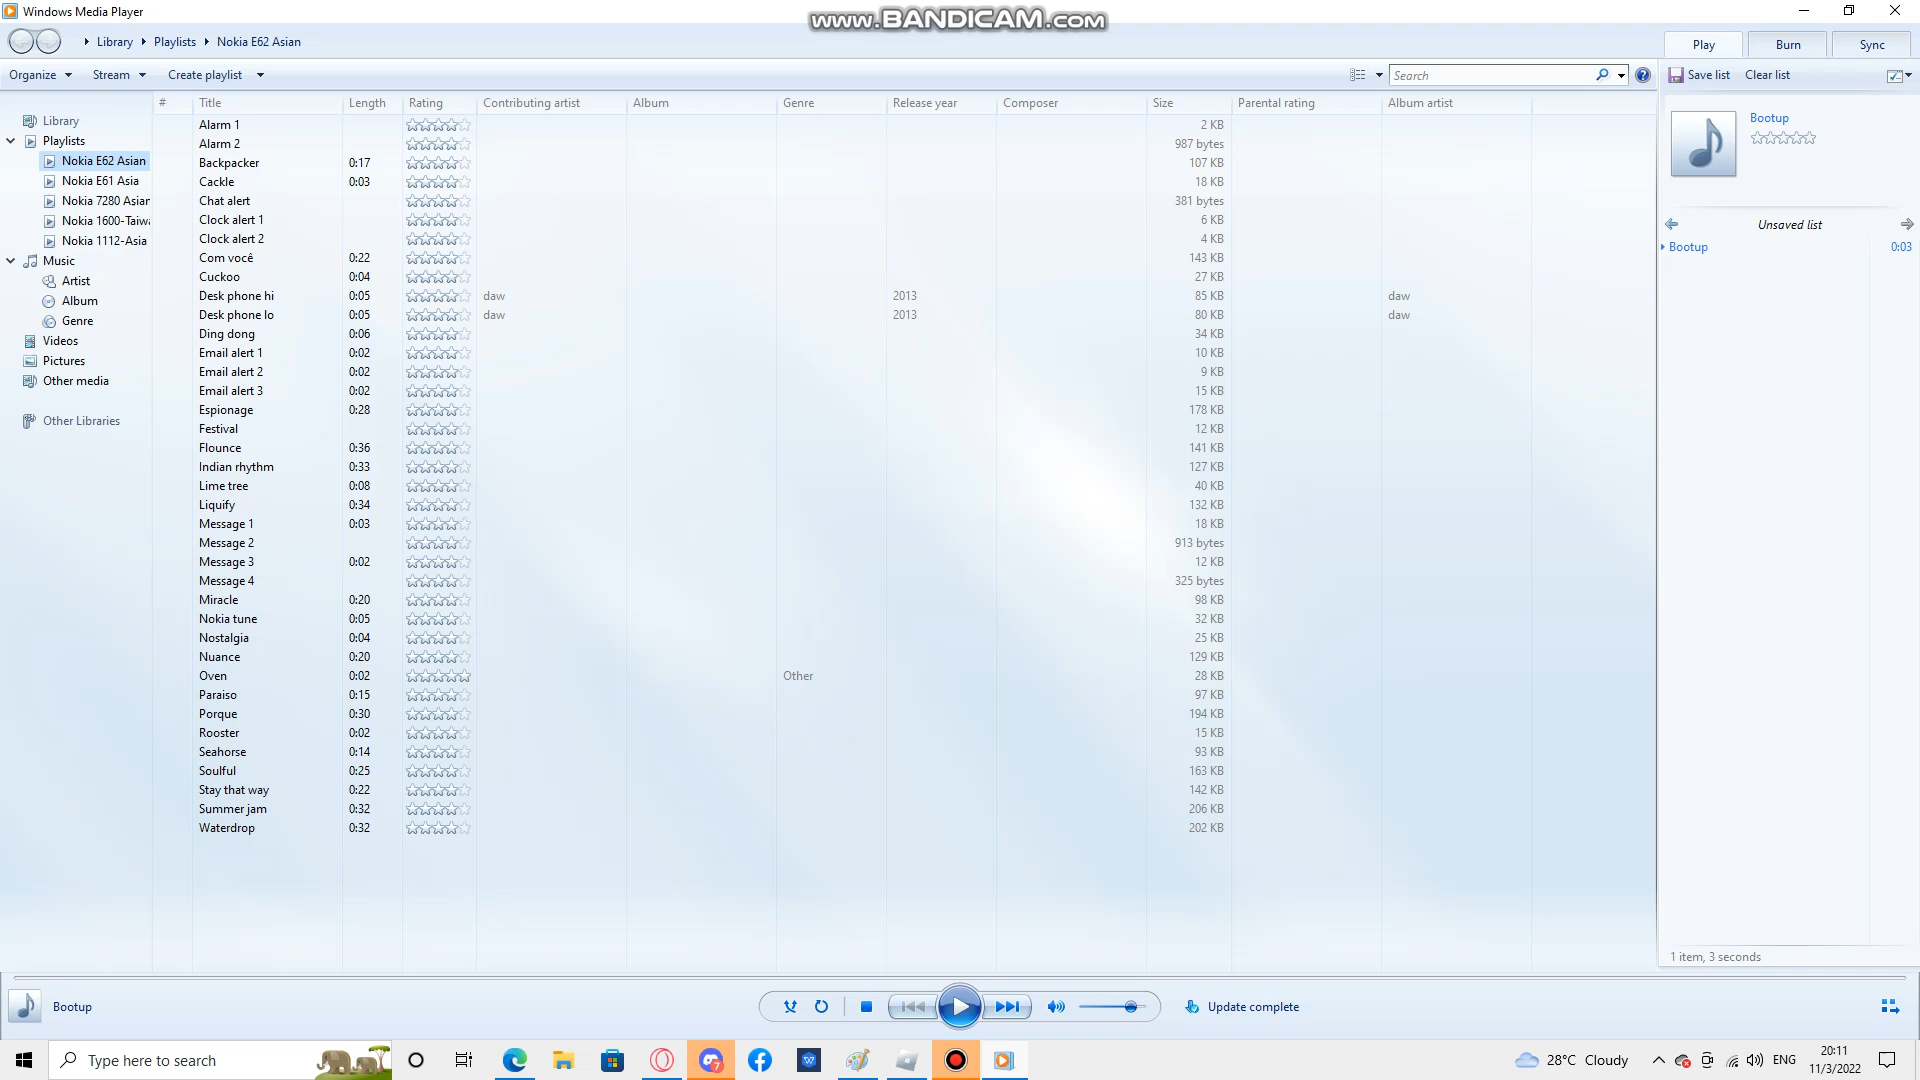 Windows Media Player
www.BANDICAM.com
Library Playlists Nokia E62 Asian
Play Burn Sync
Organize Stream Create playlist Search Save list Clear list
# Title Length Rating Contributing artist Album Genre Release year Composer Size Parental rating Album artist
Library
Playlists
Nokia E62 Asian
Nokia E61 Asia
Nokia 7280 Asian
Nokia 1600-Taiwa
Nokia 1112-Asia
Music
Artist
Album
Genre
Videos
Pictures
Other media
Other Libraries
Alarm 1 2 KB
Alarm 2 987 bytes
Backpacker 0:17 107 KB
Cackle 0:03 18 KB
Chat alert 381 bytes
Clock alert 1 6 KB
Clock alert 2 4 KB
Com você 0:22 143 KB
Cuckoo 0:04 27 KB
Desk phone hi 0:05 daw 2013 85 KB daw
Desk phone lo 0:05 daw 2013 80 KB daw
Ding dong 0:06 34 KB
Email alert 1 0:02 10 KB
Email alert 2 0:02 9 KB
Email alert 3 0:02 15 KB
Espionage 0:28 178 KB
Festival 12 KB
Flounce 0:36 141 KB
Indian rhythm 0:33 127 KB
Lime tree 0:08 40 KB
Liquify 0:34 132 KB
Message 1 0:03 18 KB
Message 2 913 bytes
Message 3 0:02 12 KB
Message 4 325 bytes
Miracle 0:20 98 KB
Nokia tune 0:05 32 KB
Nostalgia 0:04 25 KB
Nuance 0:20 129 KB
Oven 0:02 Other 28 KB
Paraiso 0:15 97 KB
Porque 0:30 194 KB
Rooster 0:02 15 KB
Seahorse 0:14 93 KB
Soulful 0:25 163 KB
Stay that way 0:22 142 KB
Summer jam 0:32 206 KB
Waterdrop 0:32 202 KB
Bootup
Unsaved list
Bootup 0:03
1 item, 3 seconds
Bootup
Update complete
Type here to search
7
28°C Cloudy
ENG
20:11
11/3/2022